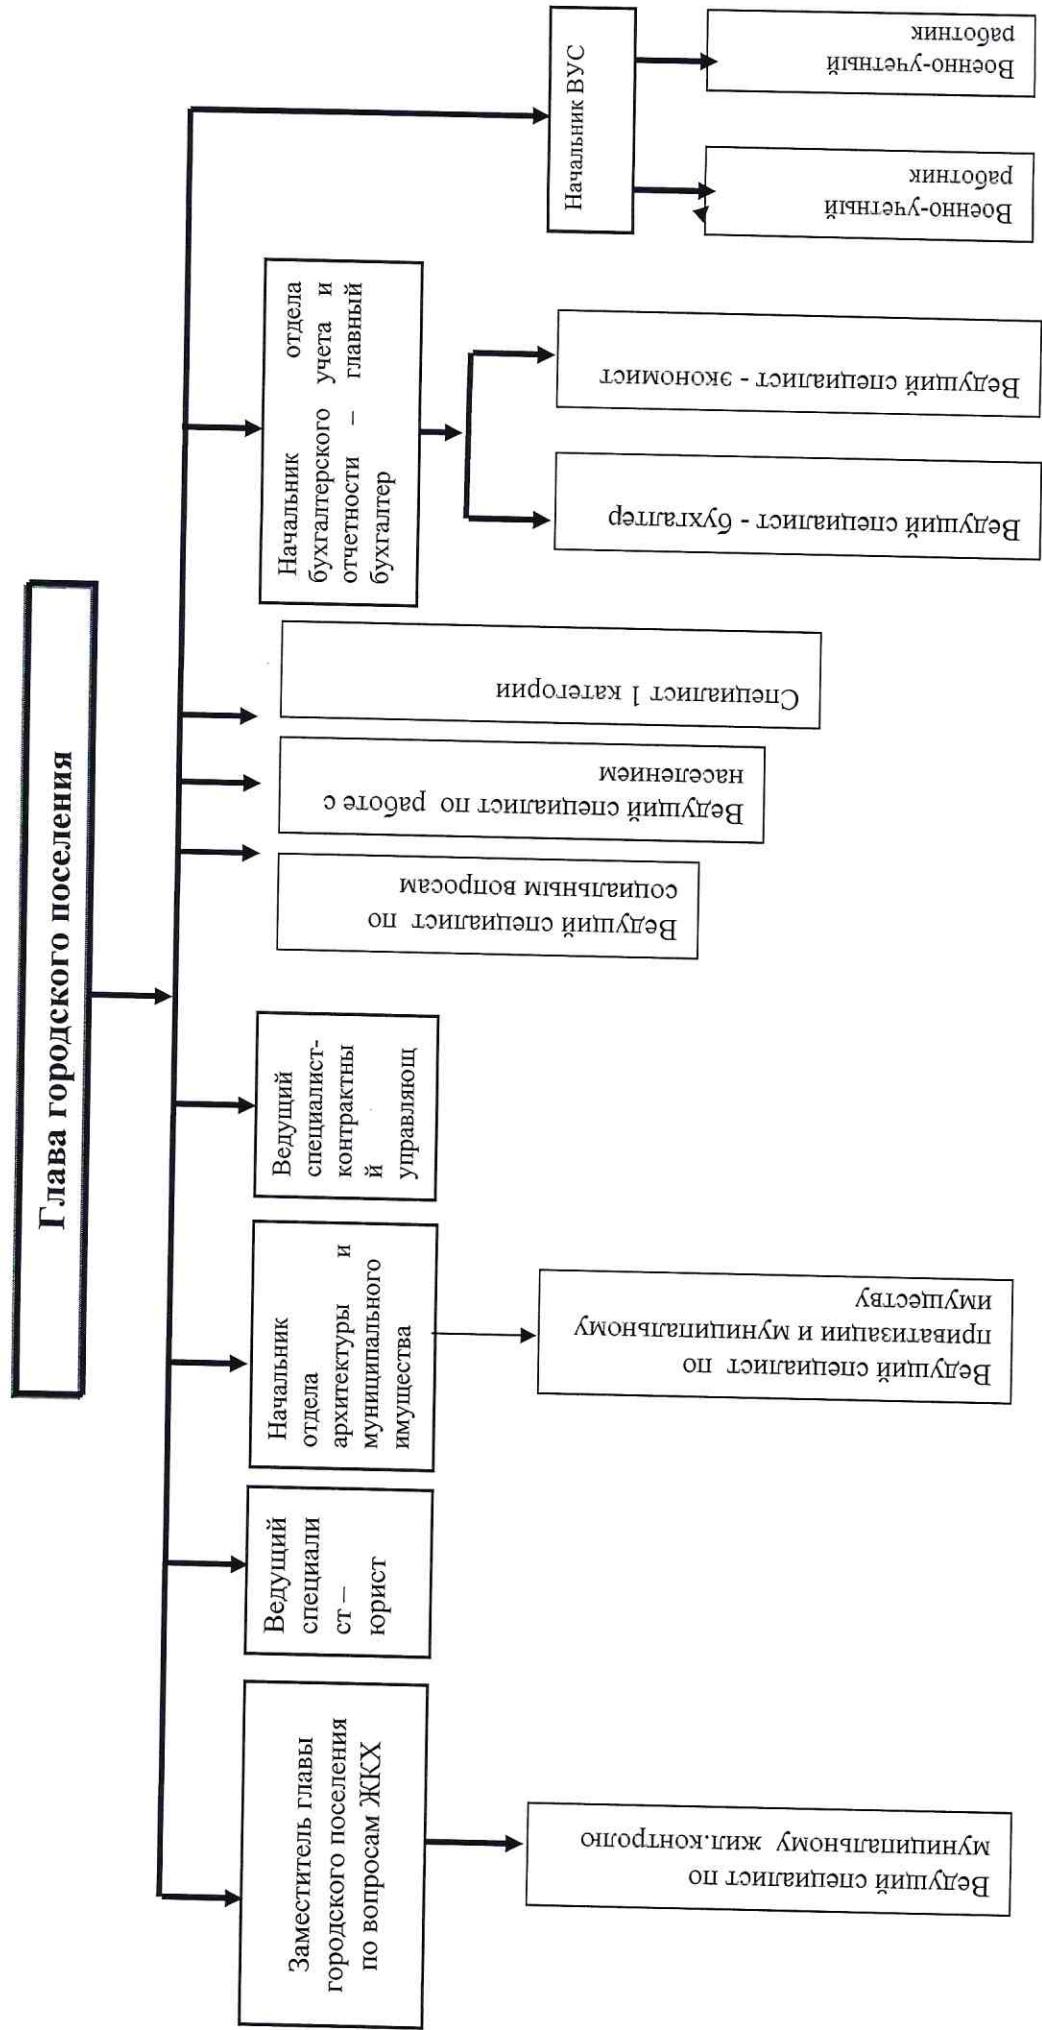 Глава городского поселения
Заместитель главы
городского поселения
по вопросам ЖКХ
Ведущий
специали
ст –
юрист
Начальник
отдела
архитектуры и
муниципального
имущества
Ведущий
специалист-
контрактны
й
управляющ
Ведущий специалист по
социальным вопросам
Ведущий специалист по работе с
населением
Специалист 1 категории
Начальник отдела
бухгалтерского учета и
отчетности – главный
бухгалтер
Начальник ВУС
Ведущий специалист по
муниципальному жил.контролю
Ведущий специалист по
приватизации и муниципальному
имуществу
Ведущий специалист - бухгалтер
Ведущий специалист - экономист
Военно-учетный
работник
Военно-учетный
работник